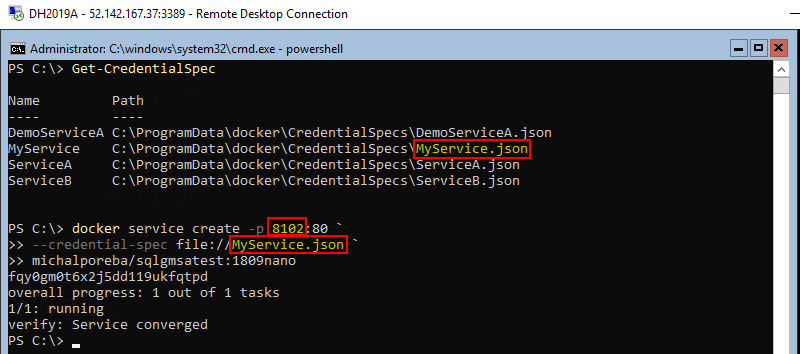 DH2019A - 52.142.167.37:3389 - Remote Desktop Connection
Administrator: C:\windows\system32\cmd.exe - powershell
PS C:\> Get-CredentialSpec
Name Path
---- ----
DemoServiceA C:\ProgramData\docker\CredentialSpecs\DemoServiceA.json
MyService C:\ProgramData\docker\CredentialSpecs\MyService.json
ServiceA C:\ProgramData\docker\CredentialSpecs\ServiceA.json
ServiceB C:\ProgramData\docker\CredentialSpecs\ServiceB.json
PS C:\> docker service create -p 8102:80 `
>> --credential-spec file://MyService.json `
>> michalporeba/sqlgmsatest:1809nano
fqy0gm0t6x2j5dd119ukfqtpd
overall progress: 1 out of 1 tasks
1/1: running
verify: Service converged
PS C:\>